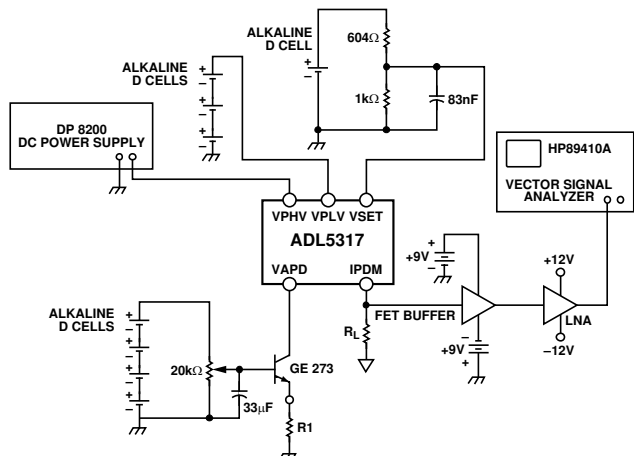 ALKALINE
D CELL
+
–
604Ω
1kΩ
83nF
ALKALINE
D CELLS
+
–
+
–
+
–
DP 8200
DC POWER SUPPLY
HP89410A
VECTOR SIGNAL
ANALYZER
VPHV VPLV VSET
ADL5317
VAPD IPDM
+
+9V
–
+12V
FET BUFFER
LNA
–12V
RL
–
+9V
+
ALKALINE
D CELLS
+
–
+
–
+
–
+
–
20kΩ
GE 273
33μF
R1